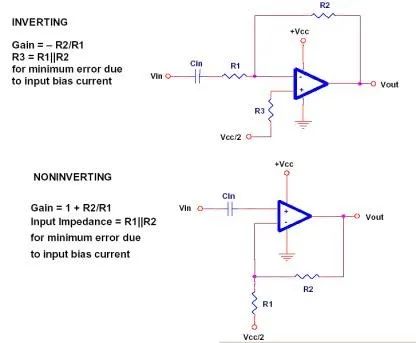 INVERTING
Gain = – R2/R1
R3 = R1||R2
for minimum error due
to input bias current
R2
+Vcc
Cin
R1
Vin
-
+
Vout
R3
Vcc/2
NONINVERTING
Gain = 1 + R2/R1
Input Impedance = R1||R2
for minimum error due
to input bias current
+Vcc
Cin
Vin
+
-
Vout
R2
R1
Vcc/2